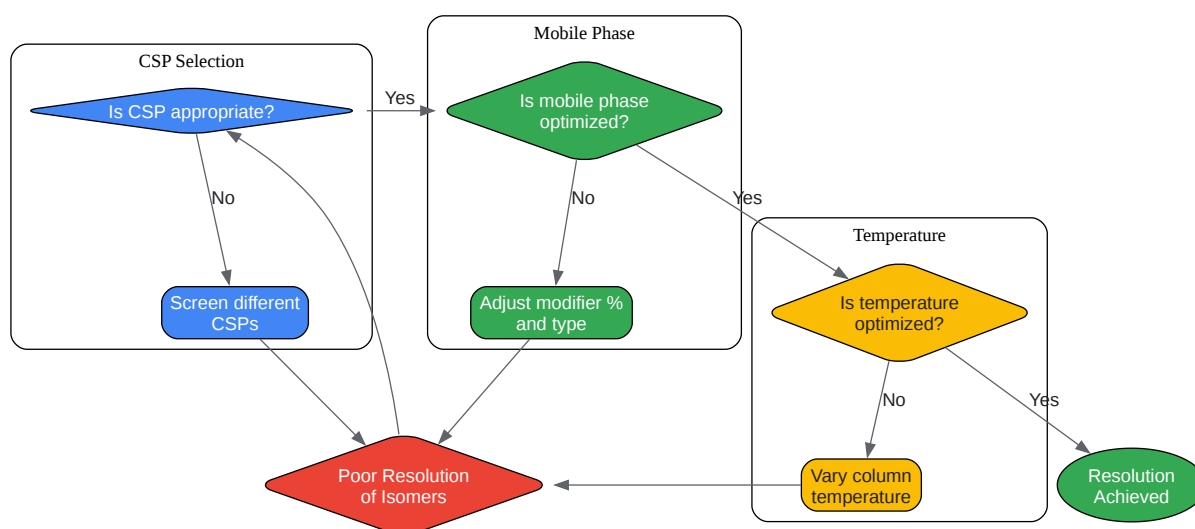 CSP Selection
Is CSP appropriate?
Yes
No
Screen different
CSPs
Mobile Phase
Is mobile phase
optimized?
No
Yes
Adjust modifier %
and type
Temperature
Is temperature
optimized?
No
Yes
Vary column
temperature
Poor Resolution
of Isomers
Resolution
Achieved